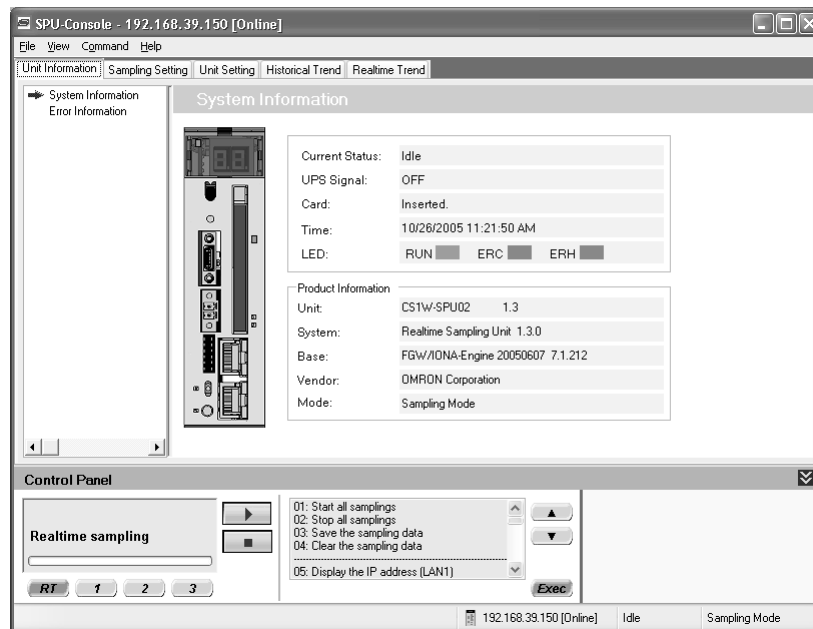 SPU-Console - 192.168.39.150 [Online]
File View Command Help
Unit Information Sampling Setting Unit Setting Historical Trend Realtime Trend
System Information
Error Information
System Information
Current Status: Idle
UPS Signal: OFF
Card: Inserted.
Time: 10/26/2005 11:21:50 AM
LED: RUN ERC ERH
Product Information
Unit: CS1W-SPU02 1.3
System: Realtime Sampling Unit 1.3.0
Base: FGW/IONA-Engine 20050607 7.1.212
Vendor: OMRON Corporation
Mode: Sampling Mode
Control Panel
Realtime sampling
RT 1 2 3
01: Start all samplings
02: Stop all samplings
03: Save the sampling data
04: Clear the sampling data
05: Display the IP address (LAN1)
Exec
192.168.39.150 [Online] Idle Sampling Mode